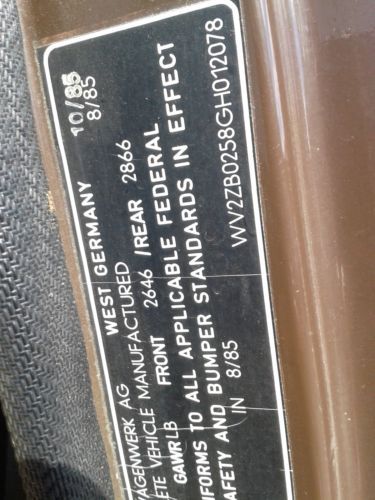 AGENWERK AG WEST GERMANY 10/85
ETE VEHICLE MANUFACTURED 8/85
GAWR LB FRONT 2646 /REAR 2866
NFORMS TO ALL APPLICABLE FEDERAL
AFETY AND BUMPER STANDARDS IN EFFECT
IN 8/85
WV2ZB0258GH012078